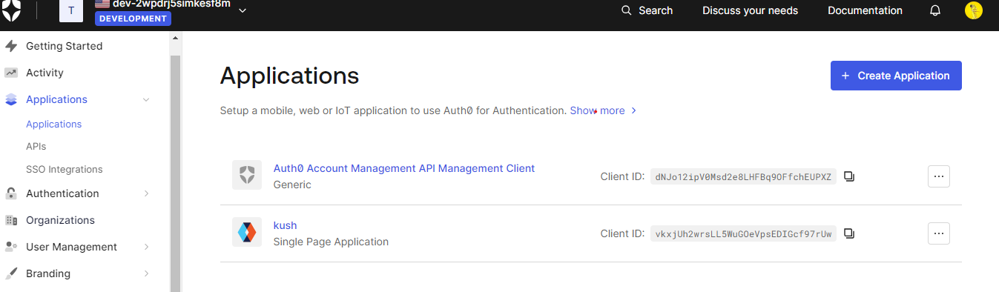 T
dev-2wpdrj5simkesf8m
DEVELOPMENT
Search
Discuss your needs
Documentation
Getting Started
Activity
Applications
Applications
APIs
SSO Integrations
Authentication
Organizations
User Management
Branding
Applications
+ Create Application
Setup a mobile, web or IoT application to use Auth0 for Authentication. Show more >
Auth0 Account Management API Management Client
Generic
Client ID: dNJo12ipV0Msd2e8LHFBq9OFfchEUPXZ
...
kush
Single Page Application
Client ID: vkxjUh2wrsLL5WuGOeVpsEDIGcf97rUw
...